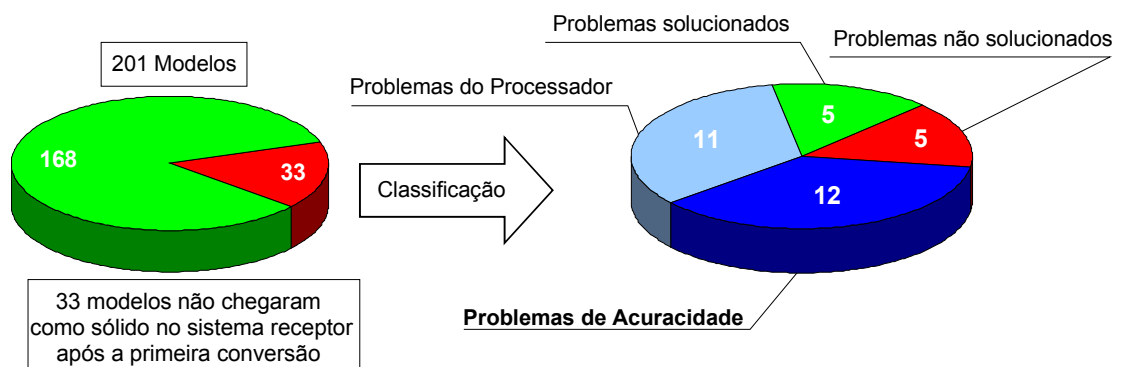 201 Modelos
168
33
33 modelos não chegaram
como sólido no sistema receptor
após a primeira conversão
Classificação
Problemas solucionados
Problemas não solucionados
Problemas do Processador
11
5
5
12
Problemas de Acuracidade